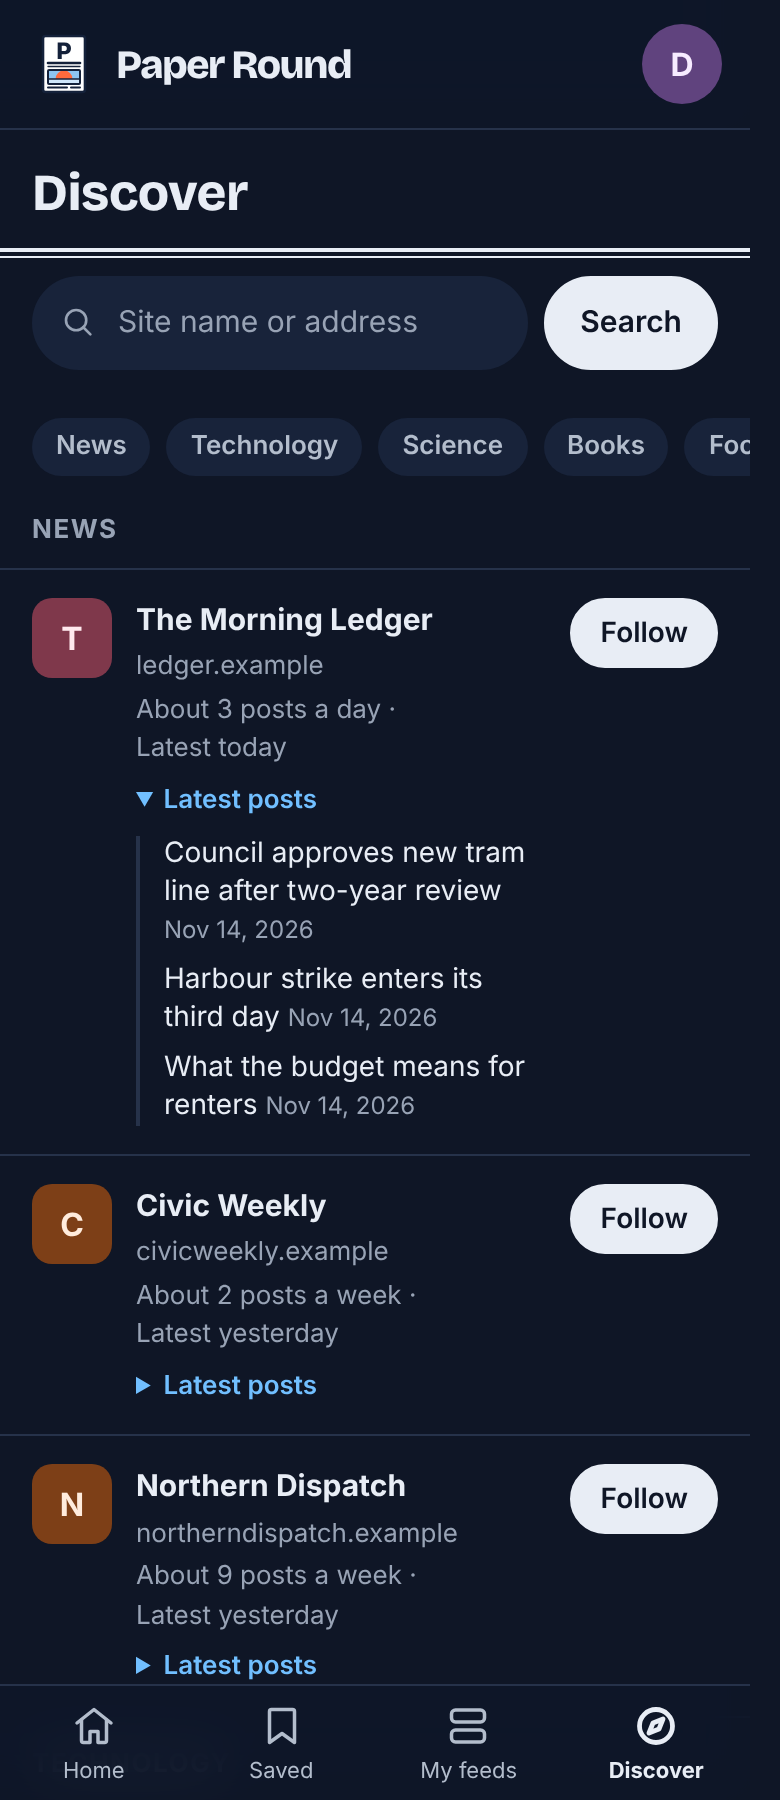 P
Paper Round
D
Discover
Site name or address
Search
News
Technology
Science
Books
Foo
NEWS
T
The Morning Ledger
Follow
ledger.example
About 3 posts a day ·
Latest today
▼ Latest posts
Council approves new tram
line after two-year review
Nov 14, 2026
Harbour strike enters its
third day Nov 14, 2026
What the budget means for
renters Nov 14, 2026
C
Civic Weekly
Follow
civicweekly.example
About 2 posts a week ·
Latest yesterday
▶ Latest posts
N
Northern Dispatch
Follow
northerndispatch.example
About 9 posts a week ·
Latest yesterday
▶ Latest posts
TECHNOLOGY
Home
Saved
My feeds
Discover